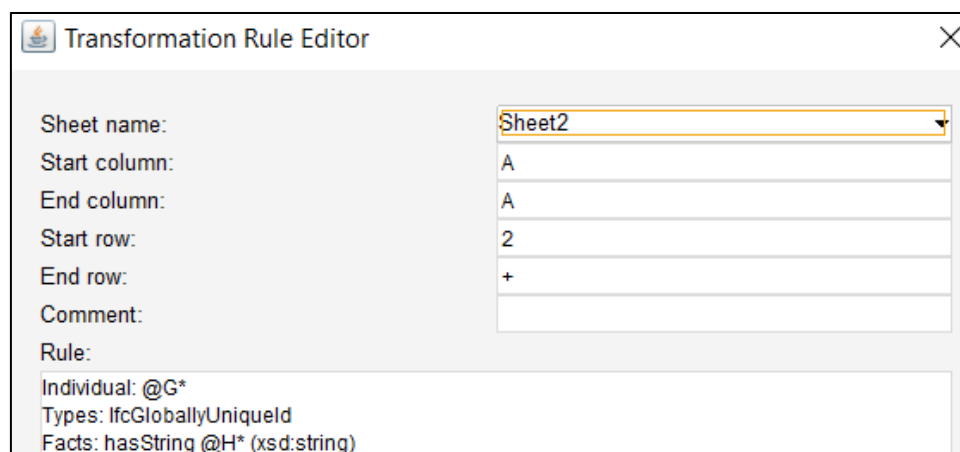 Transformation Rule Editor
Sheet name: Sheet2
Start column: A
End column: A
Start row: 2
End row: +
Comment:
Rule:
Individual: @G*
Types: IfcGloballyUniqueId
Facts: hasString @H* (xsd:string)